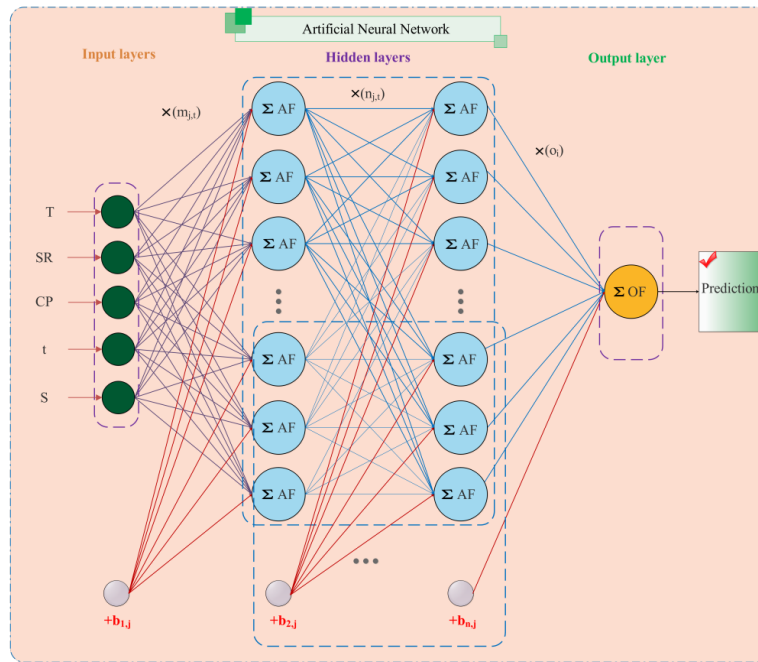 Artificial Neural Network
Input layers
Hidden layers
Output layer
×(mj,t)
×(nj,t)
×(oi)
Σ AF
Σ AF
Σ AF
Σ AF
Σ AF
Σ AF
Σ AF
Σ AF
Σ AF
Σ AF
Σ AF
Σ AF
T
SR
CP
t
S
Σ OF
Prediction
+b1,j
+b2,j
+bn,j